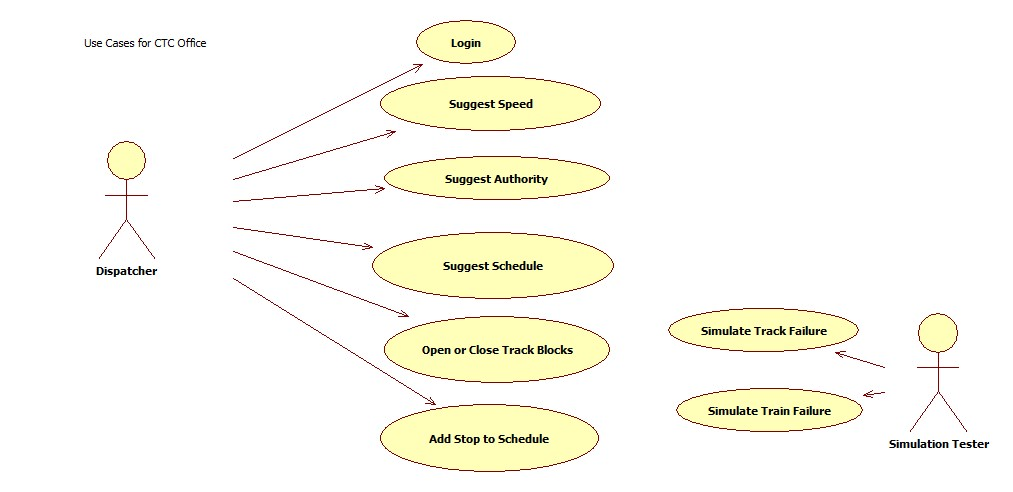 Use Cases for CTC Office
Login
Suggest Speed
Suggest Authority
Suggest Schedule
Dispatcher
Open or Close Track Blocks
Add Stop to Schedule
Simulate Track Failure
Simulate Train Failure
Simulation Tester